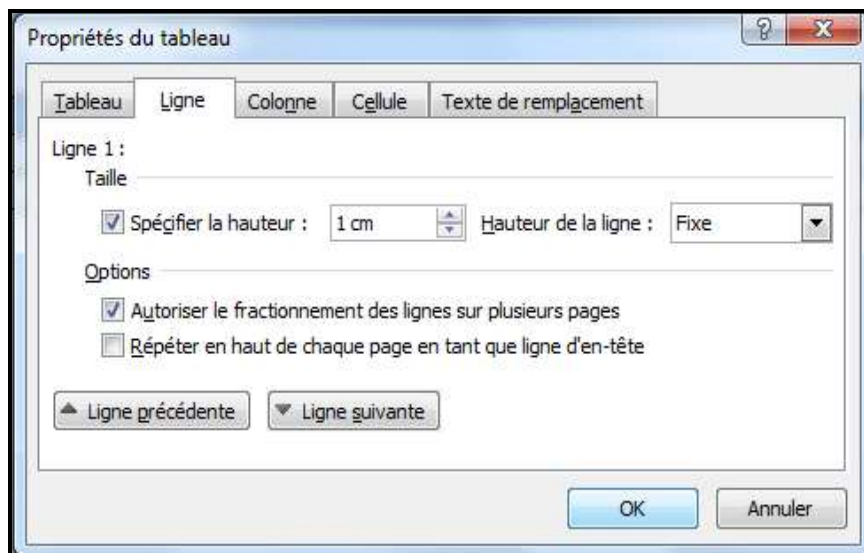 Propriétés du tableau
Tableau Ligne Colonne Cellule Texte de remplacement
Ligne 1 :
Taille
Spécifier la hauteur : 1 cm Hauteur de la ligne : Fixe
Options
Autoriser le fractionnement des lignes sur plusieurs pages
Répéter en haut de chaque page en tant que ligne d'en-tête
Ligne précédente Ligne suivante
OK Annuler